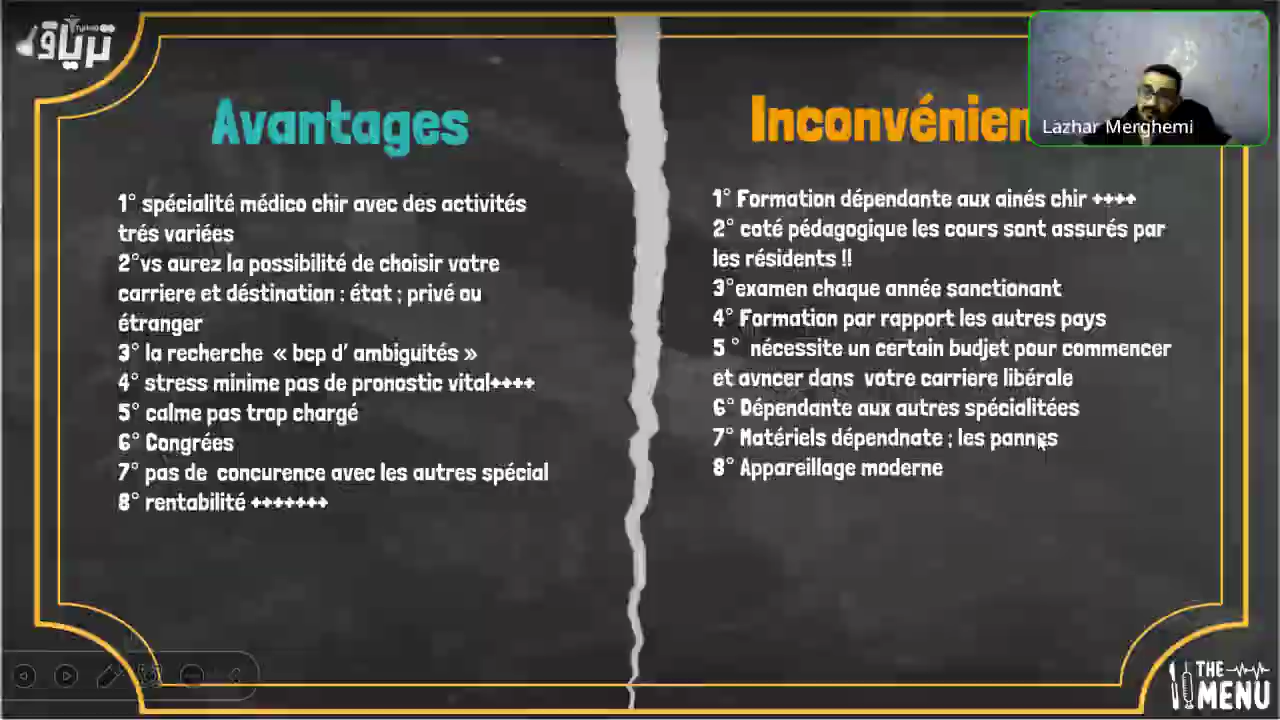 ترياق
Avantages
1° spécialité médico chir avec des activités
trés variées
2°vs aurez la possibilité de choisir votre
carriere et déstination : état ; privé ou
étranger
3° la recherche « bcp d' ambiguités »
4° stress minime pas de pronostic vital++++
5° calme pas trop chargé
6° Congrées
7° pas de concurence avec les autres spécial
8° rentabilité +++++++
Inconvénien
Lazhar Merghemi
1° Formation dépendante aux ainés chir ++++
2° coté pédagogique les cours sont assurés par
les résidents !!
3°examen chaque année sanctionant
4° Formation par rapport les autres pays
5 ° nécessite un certain budjet pour commencer
et avncer dans votre carriere libérale
6° Dépendante aux autres spécialitées
7° Matériels dépendnate ; les pannes
8° Appareillage moderne
THE
MENU